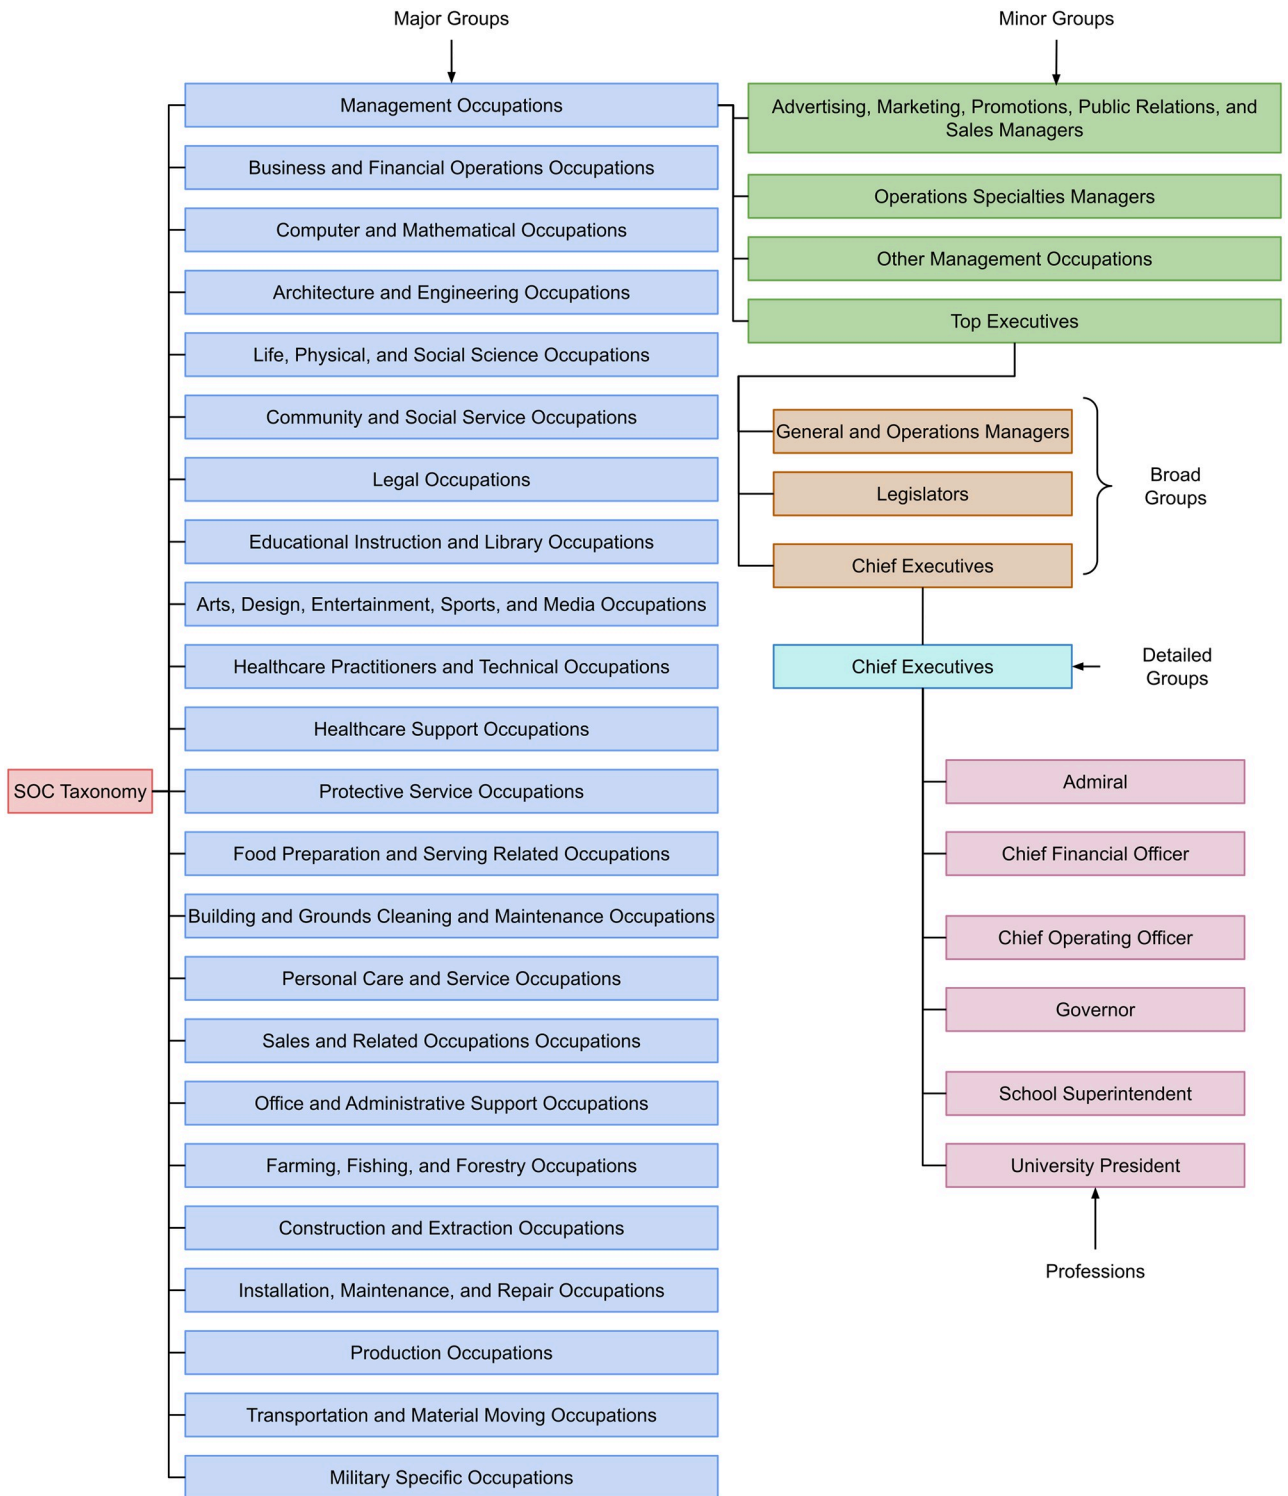 Major Groups
Minor Groups
Management Occupations
Business and Financial Operations Occupations
Computer and Mathematical Occupations
Architecture and Engineering Occupations
Life, Physical, and Social Science Occupations
Community and Social Service Occupations
Legal Occupations
Educational Instruction and Library Occupations
Arts, Design, Entertainment, Sports, and Media Occupations
Healthcare Practitioners and Technical Occupations
Healthcare Support Occupations
SOC Taxonomy
Protective Service Occupations
Food Preparation and Serving Related Occupations
Building and Grounds Cleaning and Maintenance Occupations
Personal Care and Service Occupations
Sales and Related Occupations Occupations
Office and Administrative Support Occupations
Farming, Fishing, and Forestry Occupations
Construction and Extraction Occupations
Installation, Maintenance, and Repair Occupations
Production Occupations
Transportation and Material Moving Occupations
Military Specific Occupations
Advertising, Marketing, Promotions, Public Relations, and
Sales Managers
Operations Specialties Managers
Other Management Occupations
Top Executives
General and Operations Managers
Legislators
Chief Executives
Broad
Groups
Chief Executives
Detailed
Groups
Admiral
Chief Financial Officer
Chief Operating Officer
Governor
School Superintendent
University President
Professions